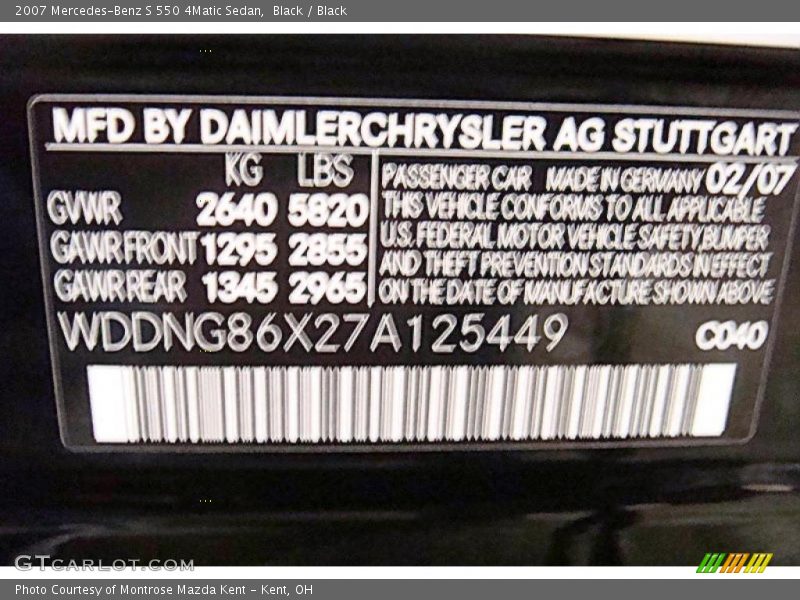 2007 Mercedes-Benz S 550 4Matic Sedan,  Black / Black
MFD BY DAIMLERCHRYSLER AG STUTTGART
KG LBS
GVWR 2640 5820
GAWR FRONT 1295 2855
GAWR REAR 1345 2965
PASSENGER CAR MADE IN GERMANY 02/07
THIS VEHICLE CONFORMS TO ALL APPLICABLE
U.S. FEDERAL MOTOR VEHICLE SAFETY BUMPER
AND THEFT PREVENTION STANDARDS IN EFFECT
ON THE DATE OF MANUFACTURE SHOWN ABOVE
WDDNG86X27A125449 C040
GTcarlot.com
Photo Courtesy of Montrose Mazda Kent - Kent, OH